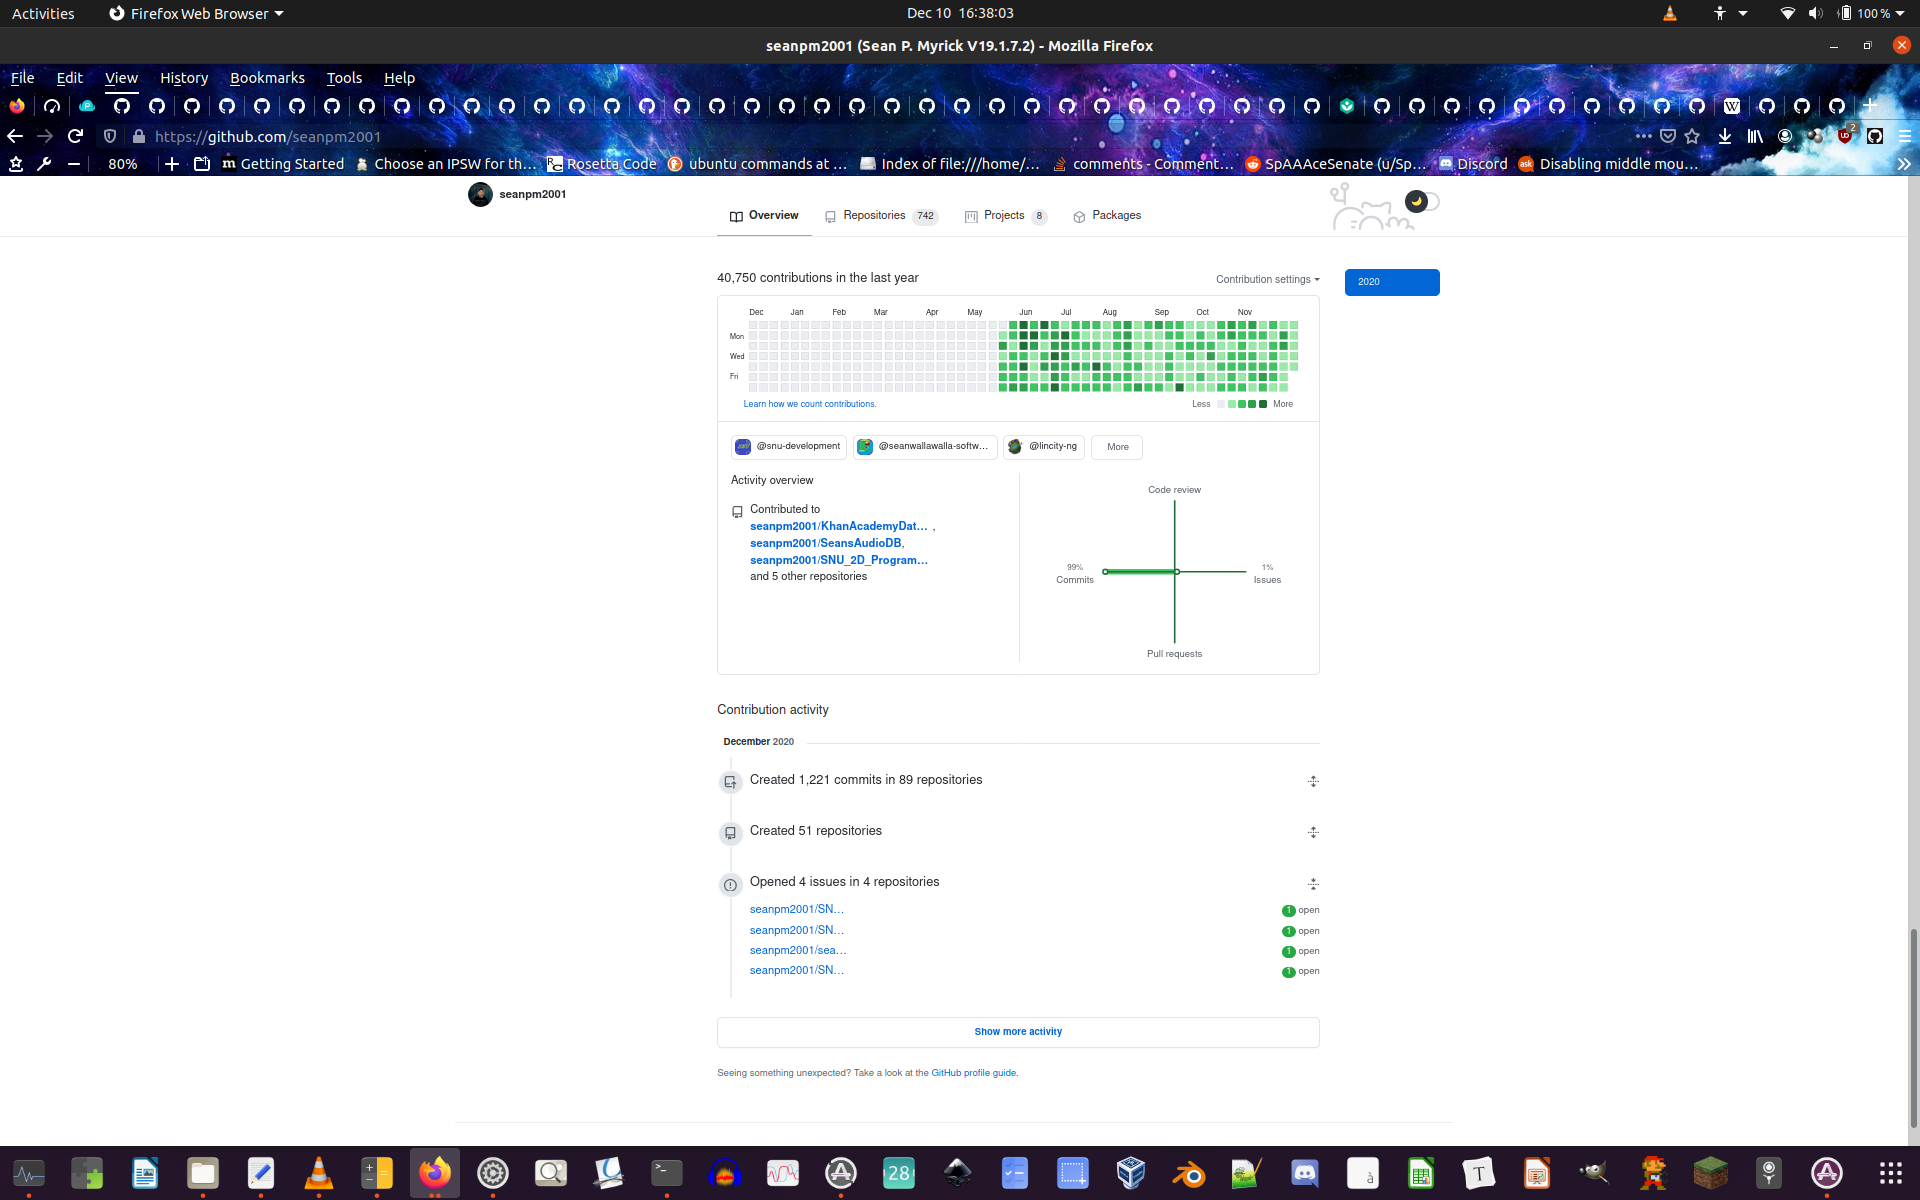 Activities
Firefox Web Browser
Dec 10 16:38:03
100 %
seanpm2001 (Sean P. Myrick V19.1.7.2) - Mozilla Firefox
File Edit View History Bookmarks Tools Help
https://github.com/seanpm2001
80%
Getting Started
Choose an IPSW for th…
Rosetta Code
ubuntu commands at …
Index of file:///home/…
comments - Comment…
SpAAAceSenate (u/Sp…
Discord
Disabling middle mou…
seanpm2001
Overview
Repositories 742
Projects 8
Packages
40,750 contributions in the last year
Contribution settings
2020
Dec Jan Feb Mar Apr May Jun Jul Aug Sep Oct Nov
Mon
Wed
Fri
Learn how we count contributions.
Less More
@snu-development
@seanwallawalla-softw…
@lincity-ng
More
Activity overview
Contributed to
seanpm2001/KhanAcademyDat… ,
seanpm2001/SeansAudioDB,
seanpm2001/SNU_2D_Program…
and 5 other repositories
Code review
99%
Commits
1%
Issues
Pull requests
Contribution activity
December 2020
Created 1,221 commits in 89 repositories
Created 51 repositories
Opened 4 issues in 4 repositories
seanpm2001/SN… 1 open
seanpm2001/SN… 1 open
seanpm2001/sea… 1 open
seanpm2001/SN… 1 open
Show more activity
Seeing something unexpected? Take a look at the GitHub profile guide.
28